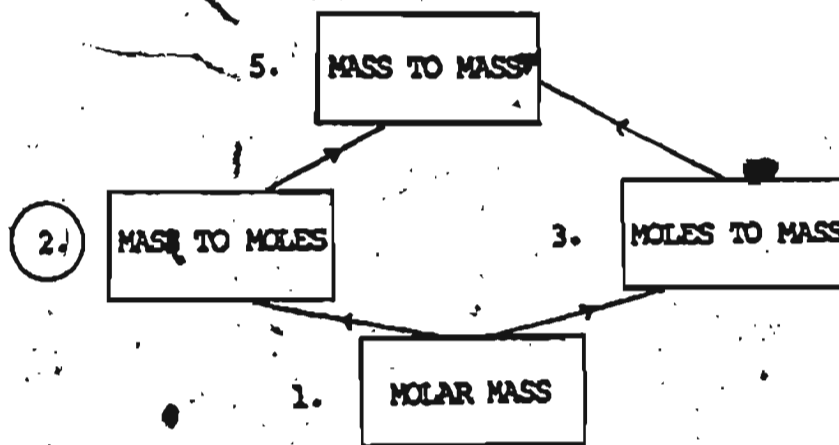 5. MASS TO MASS
2. MASS TO MOLES
3. MOLES TO MASS
1. MOLAR MASS